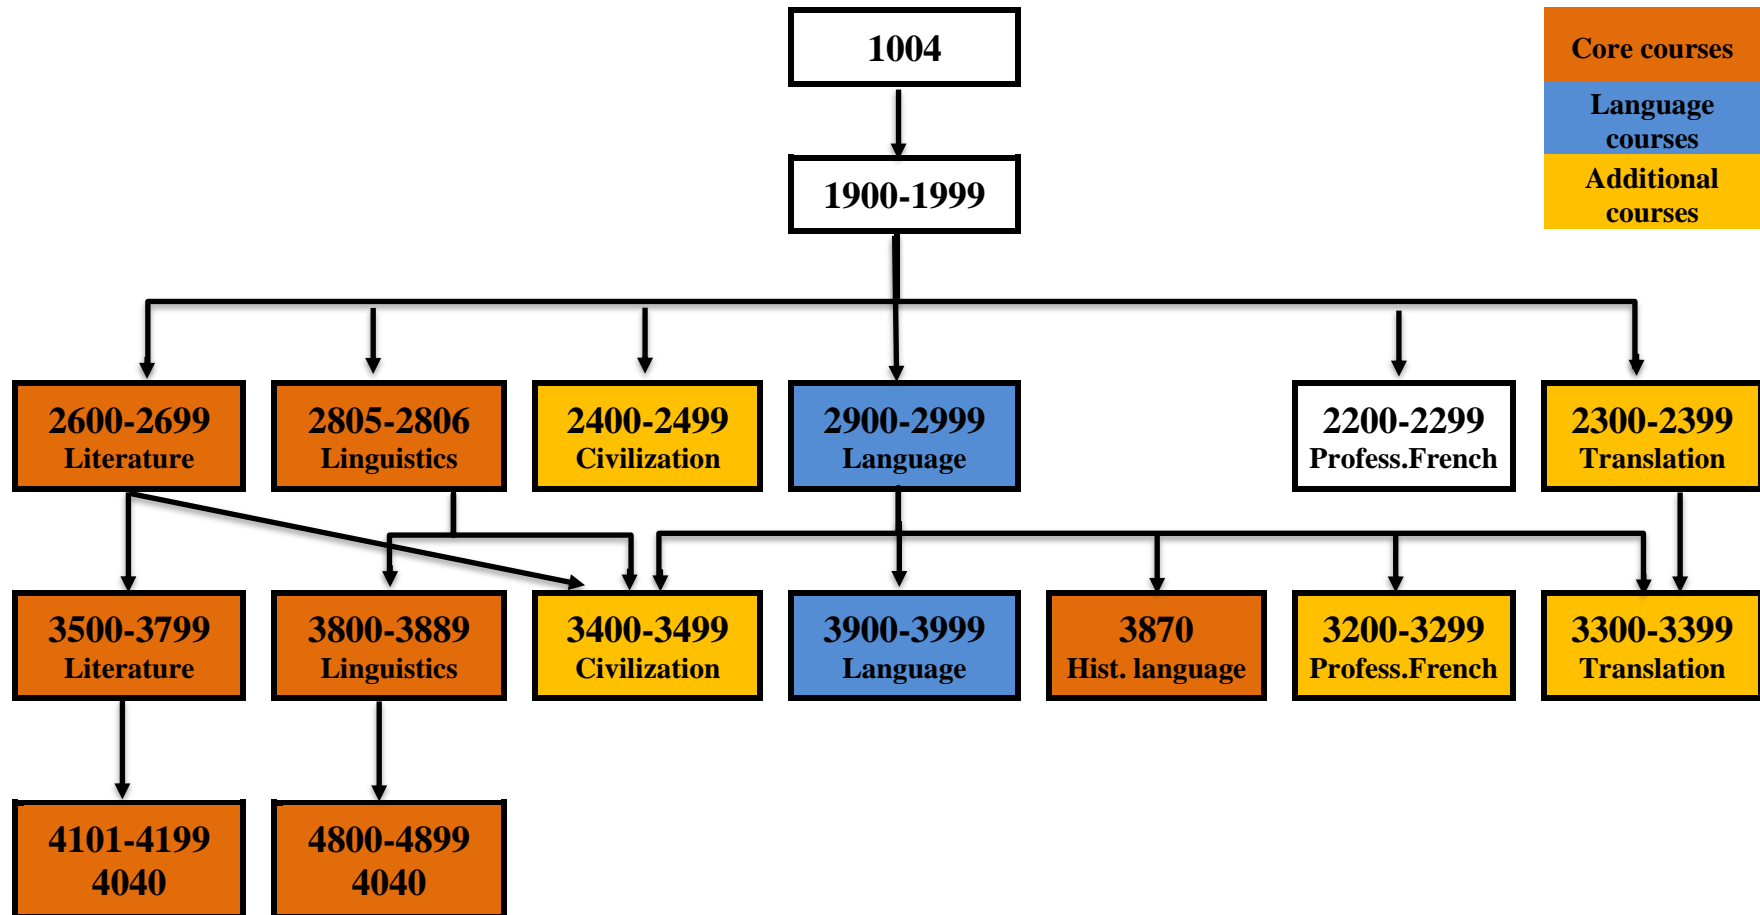 1004
Core courses
Language
courses
Additional
courses
1900-1999
2600-2699
Literature
2805-2806
Linguistics
2400-2499
Civilization
2900-2999
Language
2200-2299
Profess.French
2300-2399
Translation
3500-3799
Literature
3800-3889
Linguistics
3400-3499
Civilization
3900-3999
Language
3870
Hist. language
3200-3299
Profess.French
3300-3399
Translation
4101-4199
4040
4800-4899
4040